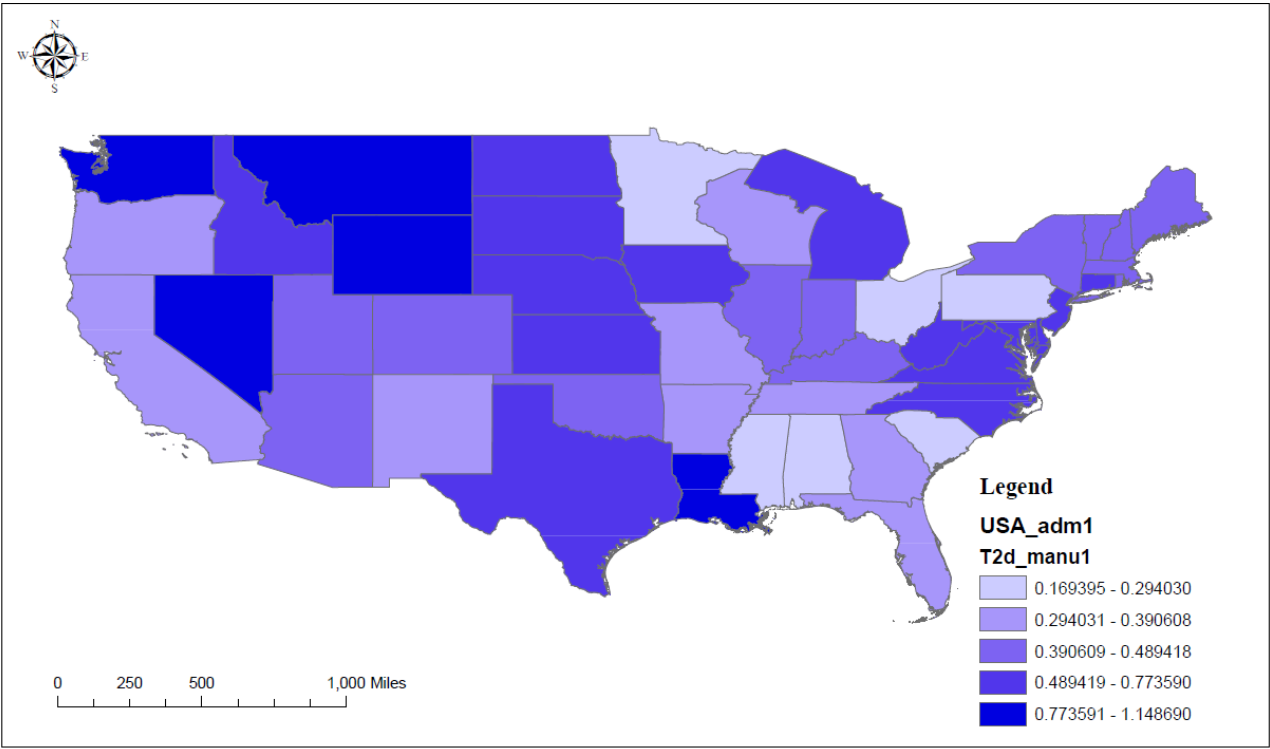 N
W E
S
Legend
USA_adm1
T2d_manu1
0.169395 - 0.294030
0.294031 - 0.390608
0.390609 - 0.489418
0.489419 - 0.773590
0.773591 - 1.148690
0 250 500 1,000 Miles